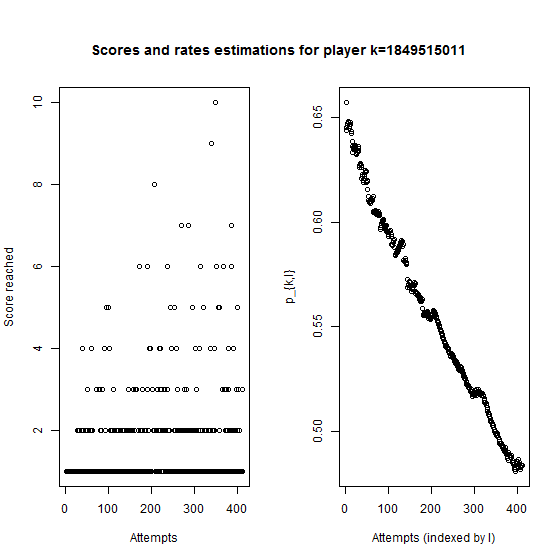 Scores and rates estimations for player k=1849515011
Score reached
10
8
6
4
2
0 100 200 300 400
Attempts
p_{k,l}
0.65
0.60
0.55
0.50
0 100 200 300 400
Attempts (indexed by l)